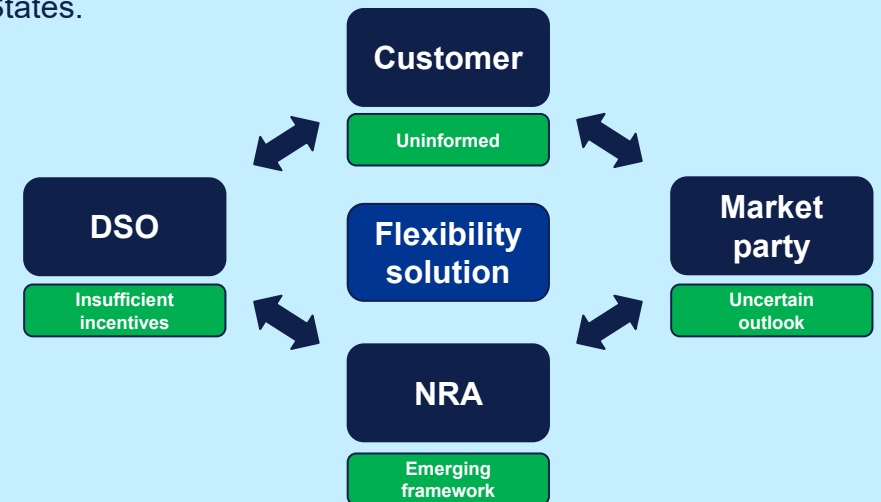 States.
Customer
Uninformed
DSO
Insufficient
incentives
Flexibility
solution
Market
party
Uncertain
outlook
NRA
Emerging
framework